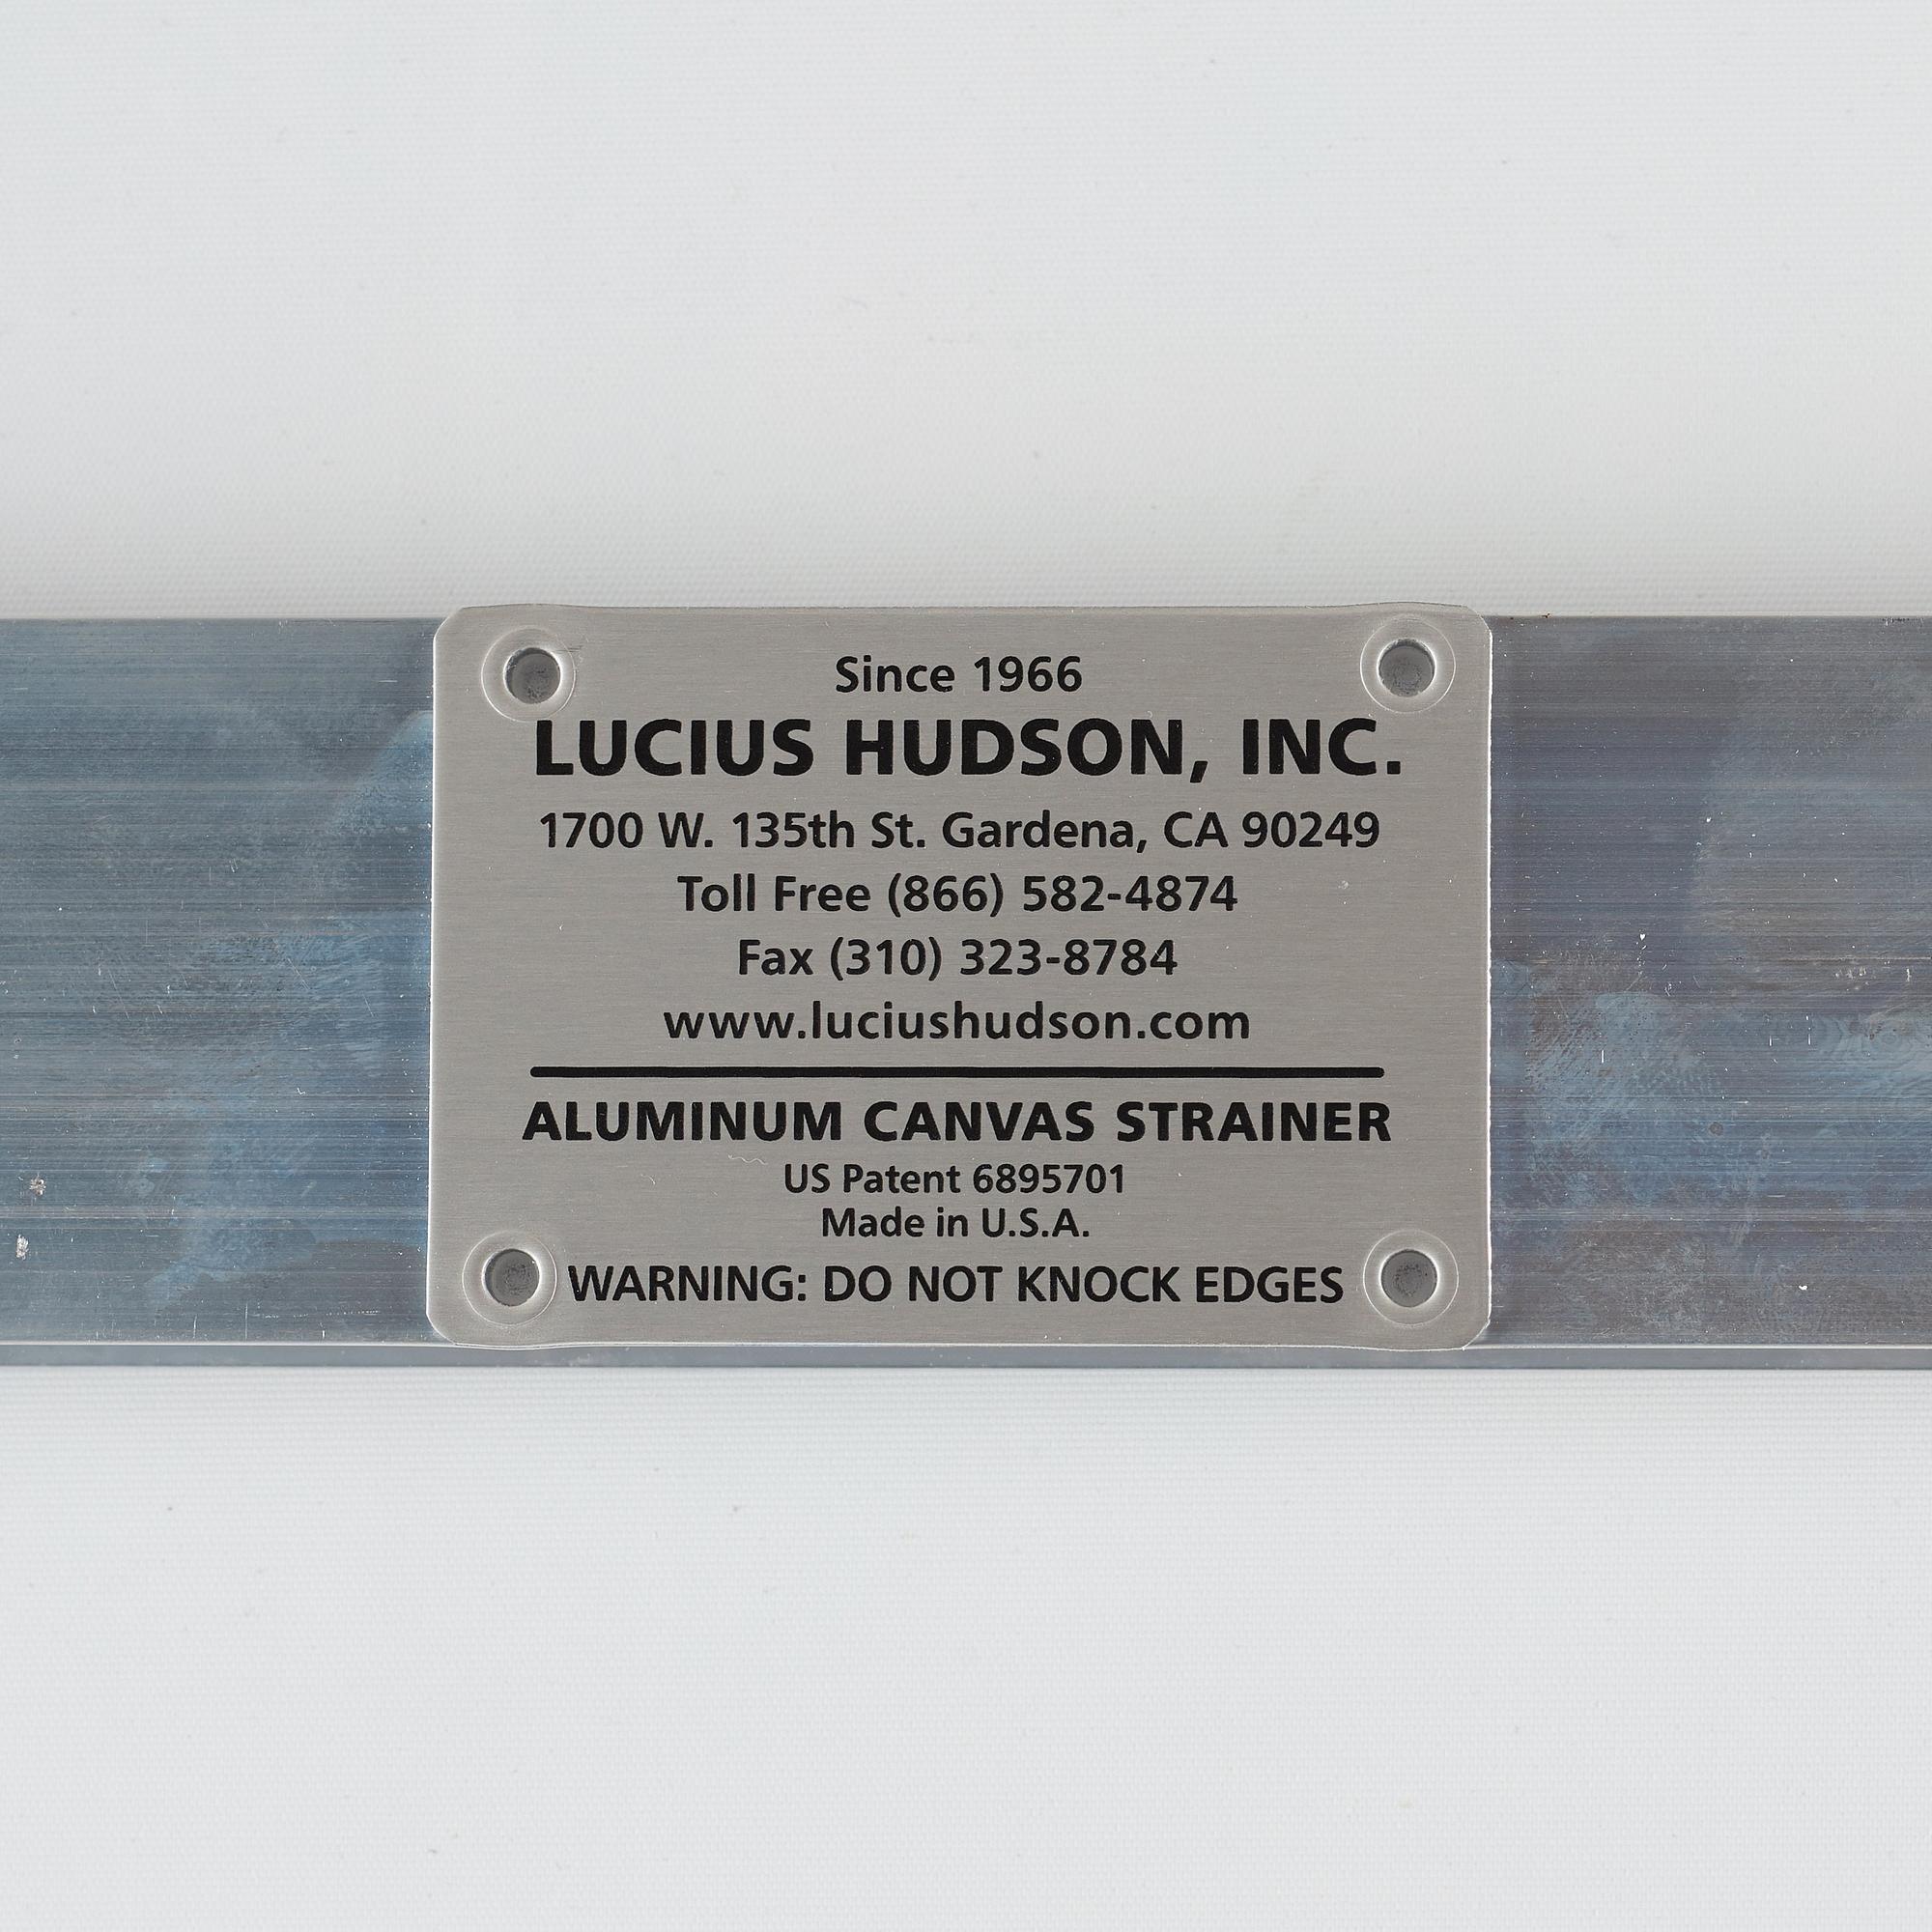 Since 1966
LUCIUS HUDSON, INC.
1700 W. 135th St. Gardena, CA 90249
Toll Free (866) 582-4874
Fax (310) 323-8784
www.luciushudson.com
ALUMINUM CANVAS STRAINER
US Patent 6895701
Made in U.S.A.
WARNING: DO NOT KNOCK EDGES